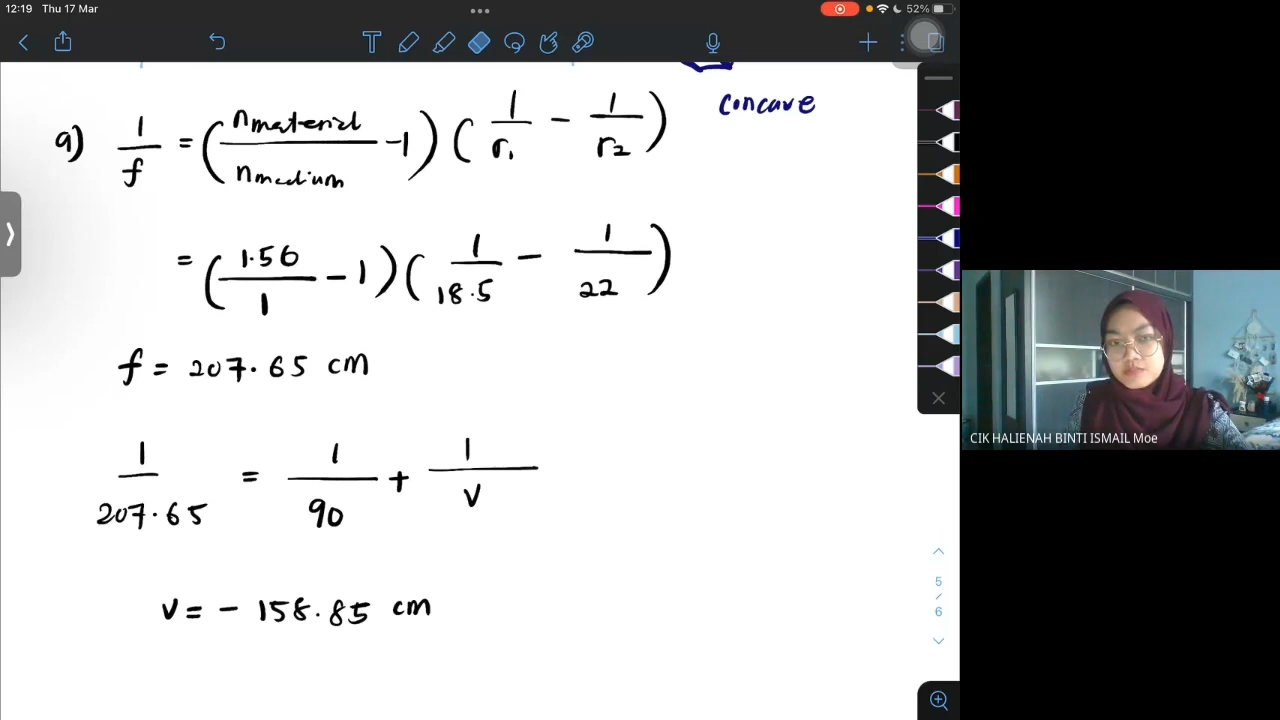 12:19 Thu 17 Mar
52%
T
concave
a) 1/f = (n material / n medium - 1) (1/r₁ - 1/r₂)
= (1.56/1 - 1) (1/18.5 - 1/22)
f = 207.65 cm
1/207.65 = 1/90 + 1/v
v = - 158.85 cm
5
/
6
CIK HALIENAH BINTI ISMAIL Moe